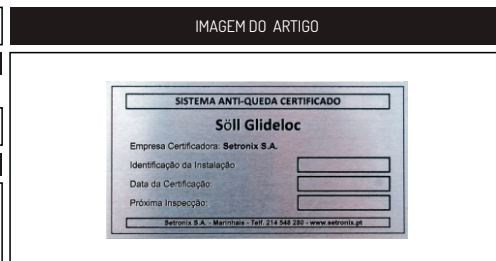 IMAGEM DO ARTIGO
SISTEMA ANTI-QUEDA CERTIFICADO
Söll Glideloc
Empresa Certificadora: Setronix S.A.
Identificação da Instalação
Data da Certificação:
Próxima Inspecção:
Setronix S.A. - Marinhais - Telf. 214 548 280 - www.setronix.pt